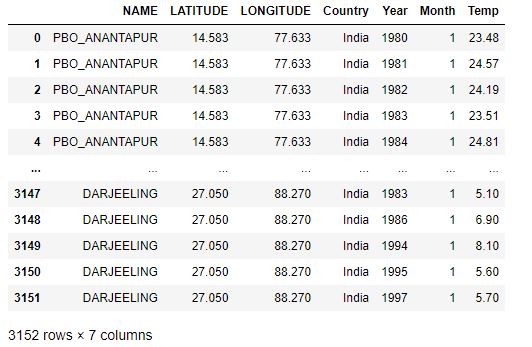 NAME LATITUDE LONGITUDE Country Year Month Temp
0 PBO_ANANTAPUR 14.583 77.633 India 1980 1 23.48
1 PBO_ANANTAPUR 14.583 77.633 India 1981 1 24.57
2 PBO_ANANTAPUR 14.583 77.633 India 1982 1 24.19
3 PBO_ANANTAPUR 14.583 77.633 India 1983 1 23.51
4 PBO_ANANTAPUR 14.583 77.633 India 1984 1 24.81
... ... ... ... ... ... ... ...
3147 DARJEELING 27.050 88.270 India 1983 1 5.10
3148 DARJEELING 27.050 88.270 India 1986 1 6.90
3149 DARJEELING 27.050 88.270 India 1994 1 8.10
3150 DARJEELING 27.050 88.270 India 1995 1 5.60
3151 DARJEELING 27.050 88.270 India 1997 1 5.70
3152 rows × 7 columns